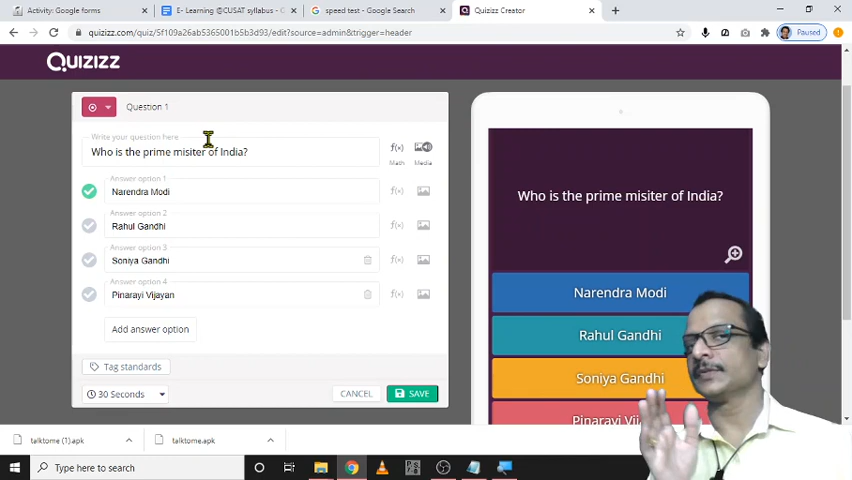 Activity: Google forms
E- Learning @CUSAT syllabus - G
speed test - Google Search
Quizizz Creator
quizizz.com/quiz/5f109a26ab5365001b5b3d93/edit?source=admin&trigger=header
Paused
Quizizz
Question 1
Write your question here
Who is the prime misiter of India?
f(x)
Math
Media
Answer option 1
Narendra Modi
f(x)
Answer option 2
Rahul Gandhi
f(x)
Answer option 3
Soniya Gandhi
f(x)
Answer option 4
Pinarayi Vijayan
f(x)
Add answer option
Tag standards
30 Seconds
CANCEL
SAVE
Who is the prime misiter of India?
Narendra Modi
Rahul Gandhi
Soniya Gandhi
Pinarayi
talktome (1).apk
talktome.apk
Type here to search